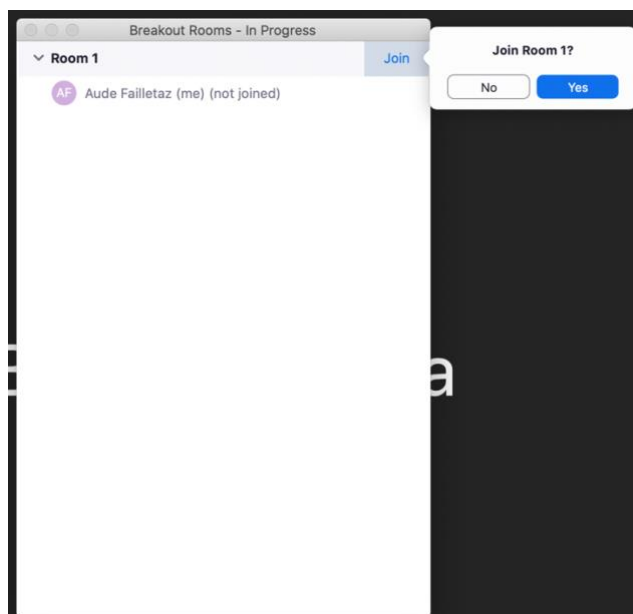 Breakout Rooms - In Progress
Room 1
Join
AF Aude Failletaz (me) (not joined)
Join Room 1?
No
Yes
a